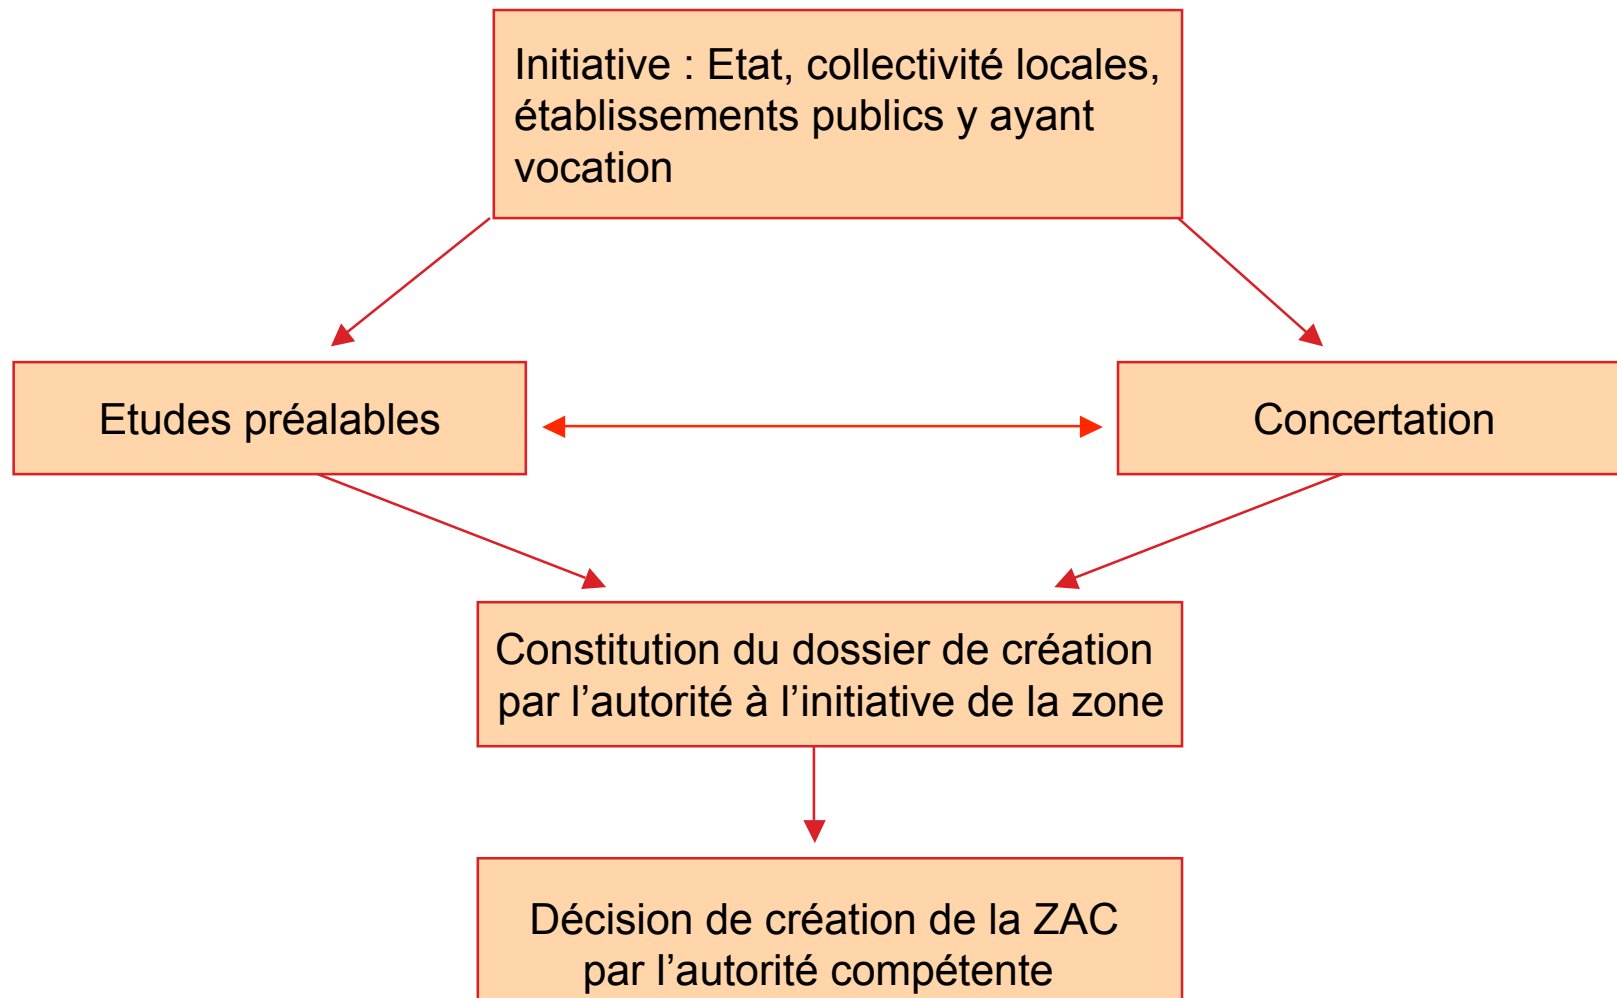 Initiative : Etat, collectivité locales,
établissements publics y ayant
vocation
Etudes préalables
Concertation
Constitution du dossier de création
par l’autorité à l’initiative de la zone
Décision de création de la ZAC
par l’autorité compétente